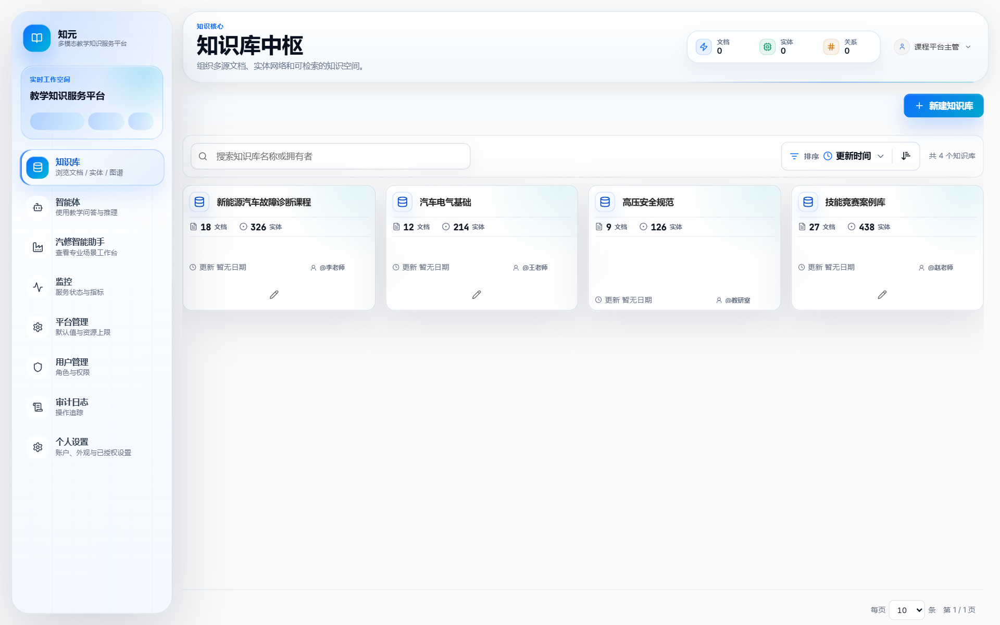 知元
多模态教学知识服务平台
实时工作空间
教学知识服务平台
知识库
浏览文档 / 实体 / 图谱
智能体
使用教学问答与推理
汽修智能助手
查看专业场景工作台
监控
服务状态与指标
平台管理
默认值与资源上限
用户管理
角色与权限
审计日志
操作追踪
个人设置
账户、外观与已授权设置
知识核心
知识库中枢
组织多源文档、实体网络和可检索的知识空间。
文档
0
实体
0
关系
0
课程平台主管
新建知识库
搜索知识库名称或拥有者
排序 更新时间
共 4 个知识库
新能源汽车故障诊断课程
18 文档 326 实体
更新 暂无日期 @李老师
汽车电气基础
12 文档 214 实体
更新 暂无日期 @王老师
高压安全规范
9 文档 126 实体
更新 暂无日期 @教研室
技能竞赛案例库
27 文档 438 实体
更新 暂无日期 @赵老师
每页 10 条 第 1 / 1 页